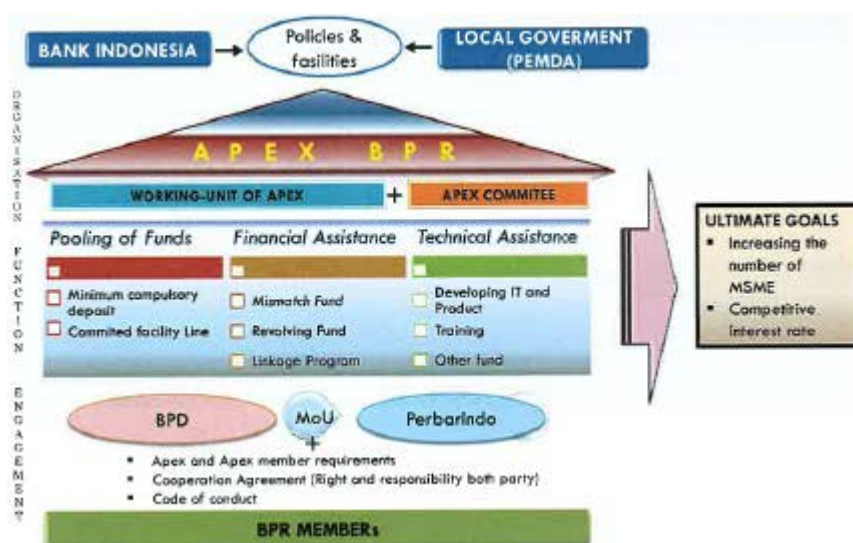 BANK INDONESIA
Policies &
fasilities
LOCAL GOVERMENT
(PEMDA)
ORGANISATION
APEX BPR
WORKING-UNIT OF APEX
+
APEX COMMITEE
FUNCTION
Pooling of Funds
Financial Assistance
Technical Assistance
Minimum compulsory
deposit
Commited facility Line
Mismatch Fund
Revolving Fund
Linkage Program
Developing IT and
Product
Training
Other fund
ULTIMATE GOALS
▪ Increasing the
number of
MSME
▪ Competitive
interest rate
ENGAGEMENT
BPD
MoU
Perbarindo
+
▪ Apex and Apex member requirements
▪ Cooperation Agreement (Right and responsibility both party)
▪ Code of conduct
BPR MEMBERs